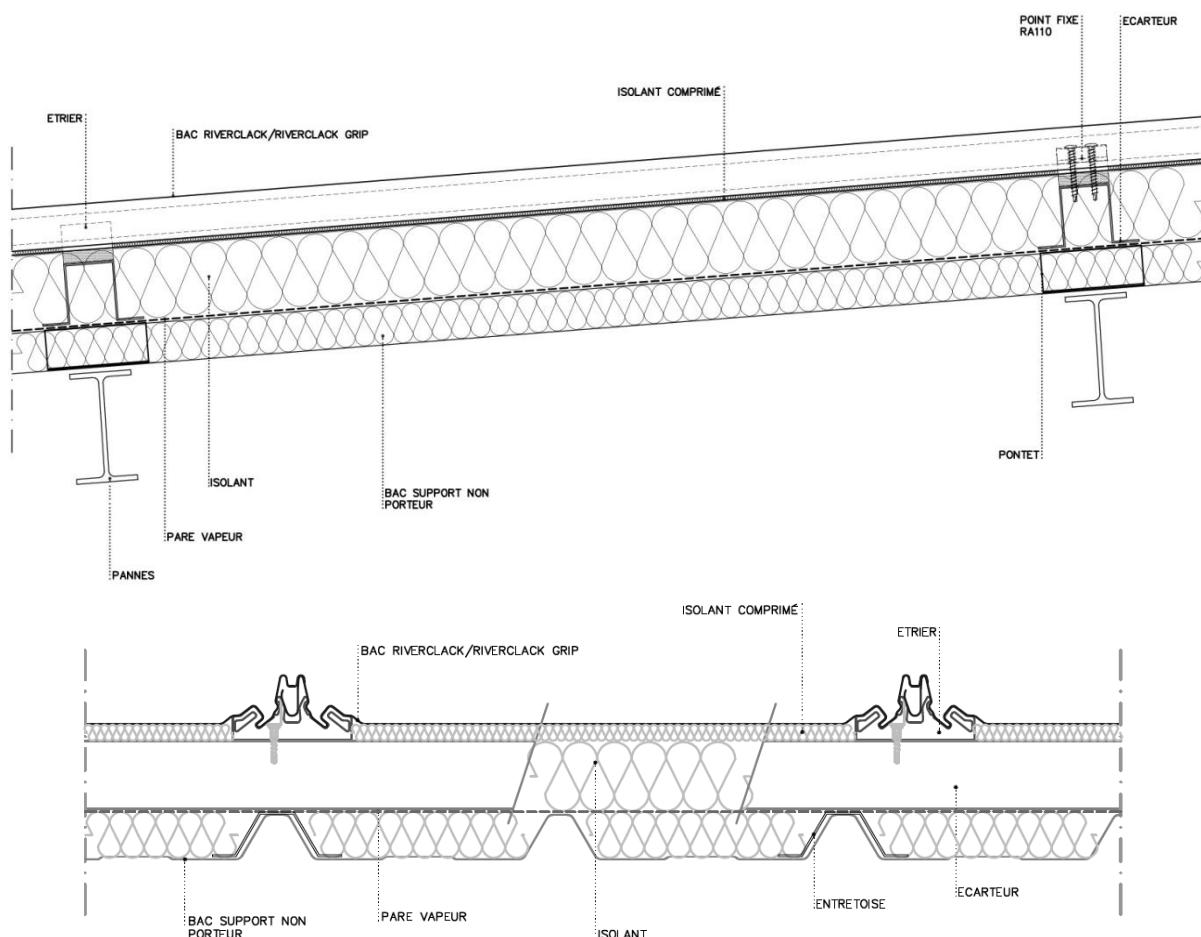 POINT FIXE
RA110
ECARTEUR
ISOLANT COMPRIMÉ
ETRIER
BAC RIVERCLACK/RIVERCLACK GRIP
PONTET
ISOLANT
BAC SUPPORT NON
PORTEUR
PARE VAPEUR
PANNES
ISOLANT COMPRIMÉ
ETRIER
BAC RIVERCLACK/RIVERCLACK GRIP
ECARTEUR
ENTRETOISE
BAC SUPPORT NON
PORTEUR
PARE VAPEUR
ISOLANT